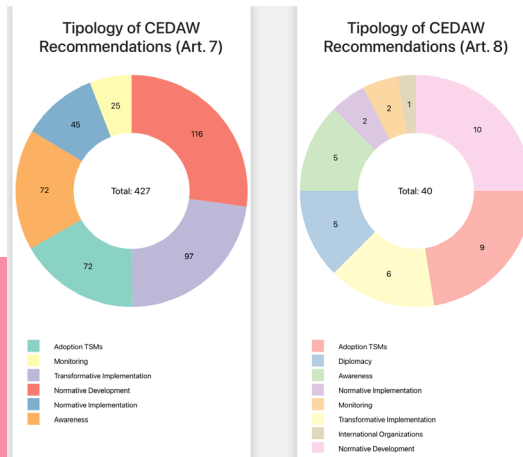 Tipology of CEDAW
Recommendations (Art. 7)
25
116
45
72
Total: 427
97
72
Adoption TSMs
Monitoring
Transformative Implementation
Normative Development
Normative Implementation
Awareness
Tipology of CEDAW
Recommendations (Art. 8)
1
2
2
10
5
Total: 40
5
9
6
Adoption TSMs
Diplomacy
Awareness
Normative Implementation
Monitoring
Transformative Implementation
International Organizations
Normative Development